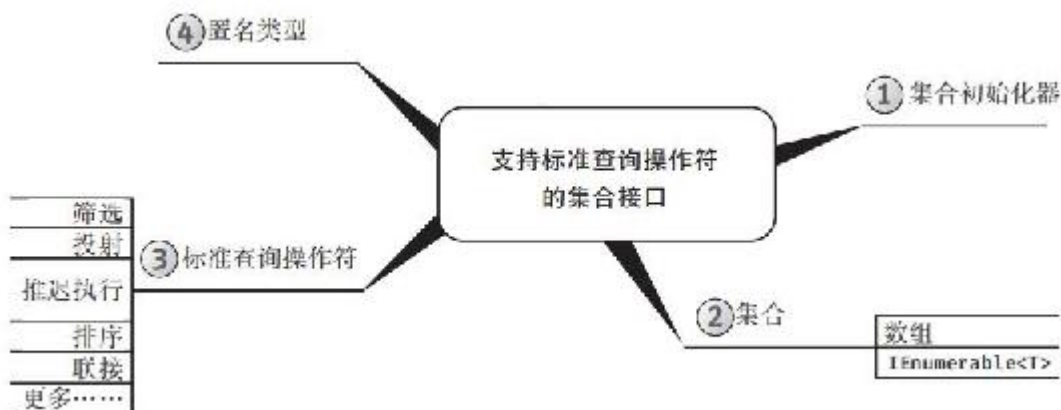 支持标准查询操作符
的集合接口
① 集合初始化器
② 集合
数组
IEnumerable<T>
③ 标准查询操作符
筛选
投射
推迟执行
排序
联接
更多……
④ 匿名类型